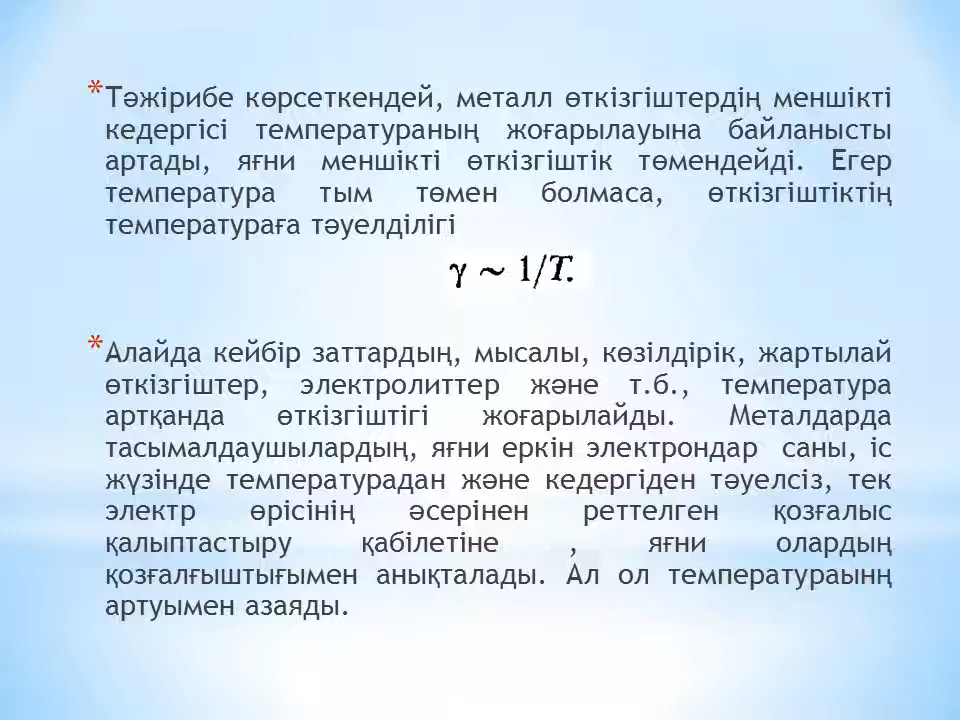 *Тәжірибе көрсеткендей, металл өткізгіштердің меншікті
кедергісі температураның жоғарылауына байланысты
артады, яғни меншікті өткізгіштік төмендейді. Егер
температура тым төмен болмаса, өткізгіштіктің
температураға тәуелділігі
γ ~ 1/T.
*Алайда кейбір заттардың, мысалы, көзілдірік, жартылай
өткізгіштер, электролиттер және т.б., температура
артқанда өткізгіштігі жоғарылайды. Металдарда
тасымалдаушылардың, яғни еркін электрондар саны, іс
жүзінде температурадан және кедергіден тәуелсіз, тек
электр өрісінің әсерінен реттелген қозғалыс
қалыптастыру қабілетіне , яғни олардың
қозғалғыштығымен анықталады. Ал ол температураынң
артуымен азаяды.